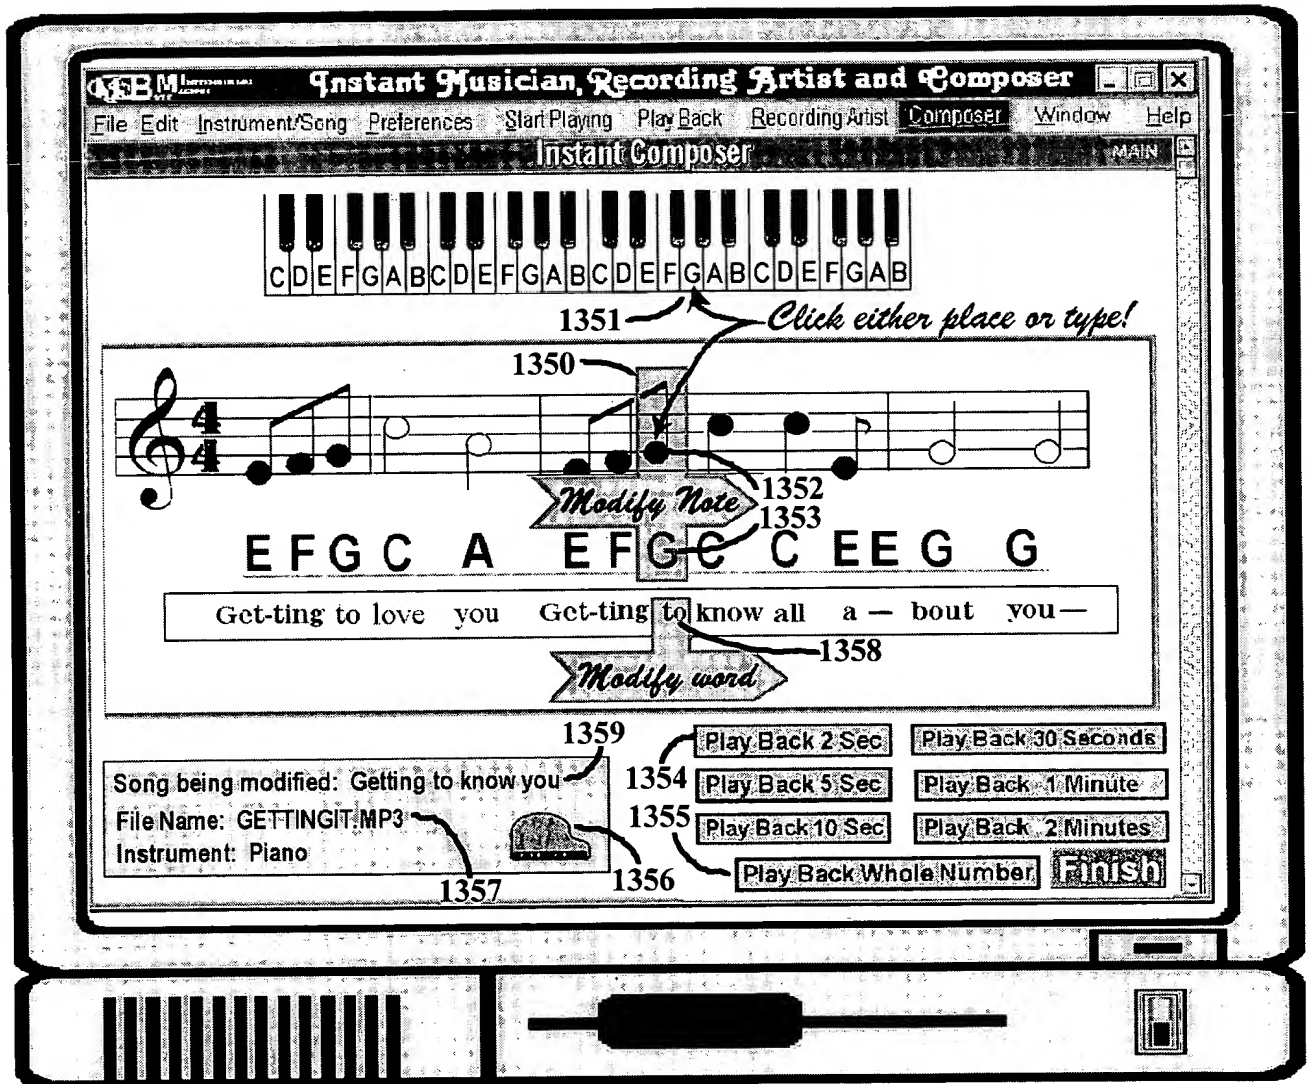 Instant Musician, Recording Artist and Composer
File Edit Instrument/Song Preferences Start Playing Play Back Recording Artist Composer Window Help
Instant Composer MAIN
C D E F G A B C D E F G A B C D E F G A B C D E F G A B
1351 Click either place or type!
1350
4
4
Modify Note 1352
1353
E F G C A E F G C C E E G G
Get-ting to love you Get-ting to know all a — bout you —
1358
Modify word
1359
Play Back 2 Sec Play Back 30 Seconds
Song being modified: Getting to know you
1354
Play Back 5 Sec Play Back 1 Minute
File Name: GETTINGIT.MP3
1355
Play Back 10 Sec Play Back 2 Minutes
Instrument: Piano
1357
1356
Play Back Whole Number Finish